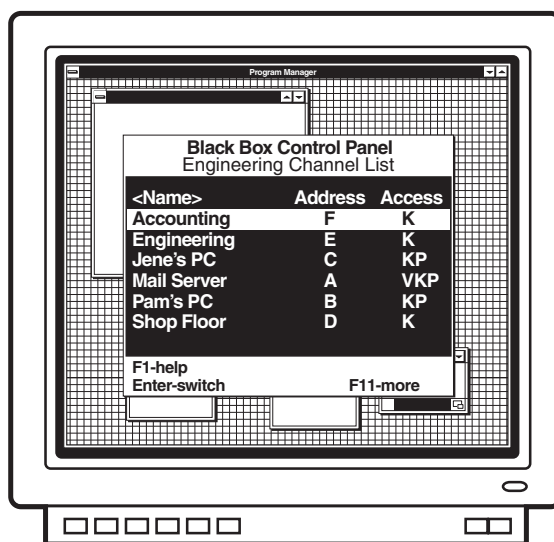 Program Manager
Black Box Control Panel
Engineering Channel List
<Name> Address Access
Accounting F K
Engineering E K
Jene's PC C KP
Mail Server A VKP
Pam's PC B KP
Shop Floor D K
F1-help
Enter-switch F11-more